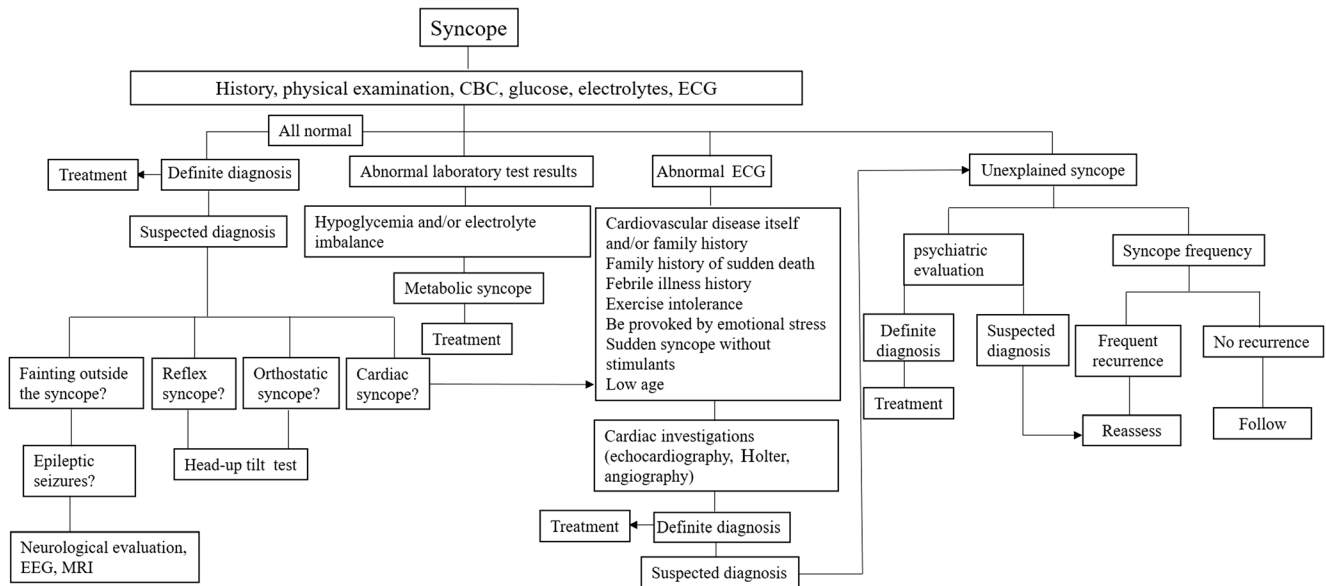 Syncope
History, physical examination, CBC, glucose, electrolytes, ECG
All normal
Treatment
Definite diagnosis
Suspected diagnosis
Fainting outside
the syncope?
Reflex
syncope?
Orthostatic
syncope?
Cardiac
syncope?
Epileptic
seizures?
Head-up tilt test
Neurological evaluation,
EEG, MRI
Abnormal laboratory test results
Hypoglycemia and/or electrolyte
imbalance
Metabolic syncope
Treatment
Abnormal ECG
Cardiovascular disease itself
and/or family history
Family history of sudden death
Febrile illness history
Exercise intolerance
Be provoked by emotional stress
Sudden syncope without
stimulants
Low age
Cardiac investigations
(echocardiography, Holter,
angiography)
Treatment
Definite diagnosis
Suspected diagnosis
Unexplained syncope
psychiatric
evaluation
Syncope frequency
Definite
diagnosis
Suspected
diagnosis
Frequent
recurrence
No recurrence
Treatment
Reassess
Follow